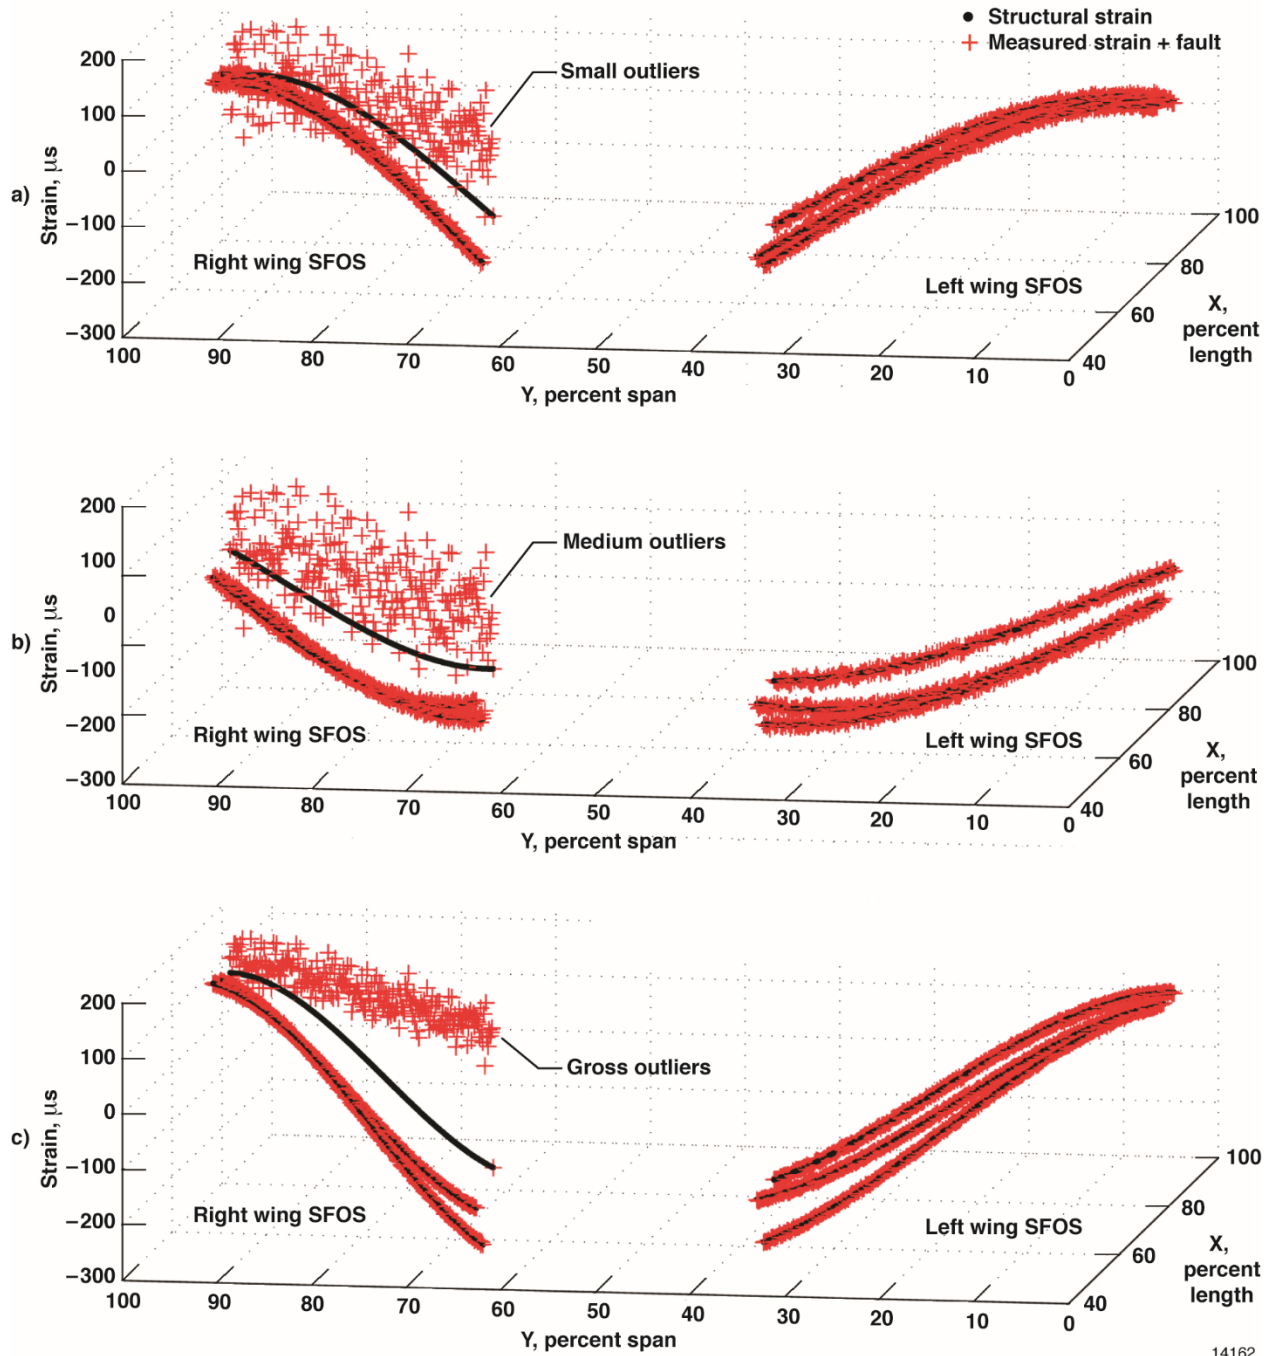 Structural strain
Measured strain + fault
200
100
0
−100
−200
−300
Strain, μs
a)
Small outliers
Right wing SFOS
Left wing SFOS
100
80
60
40
X,
percent
length
100 90 80 70 60 50 40 30 20 10 0
Y, percent span
200
100
0
−100
−200
−300
Strain, μs
b)
Medium outliers
Right wing SFOS
Left wing SFOS
100
80
60
40
X,
percent
length
100 90 80 70 60 50 40 30 20 10 0
Y, percent span
200
100
0
−100
−200
−300
Strain, μs
c)
Gross outliers
Right wing SFOS
Left wing SFOS
100
80
60
40
X,
percent
length
100 90 80 70 60 50 40 30 20 10 0
Y, percent span
14162